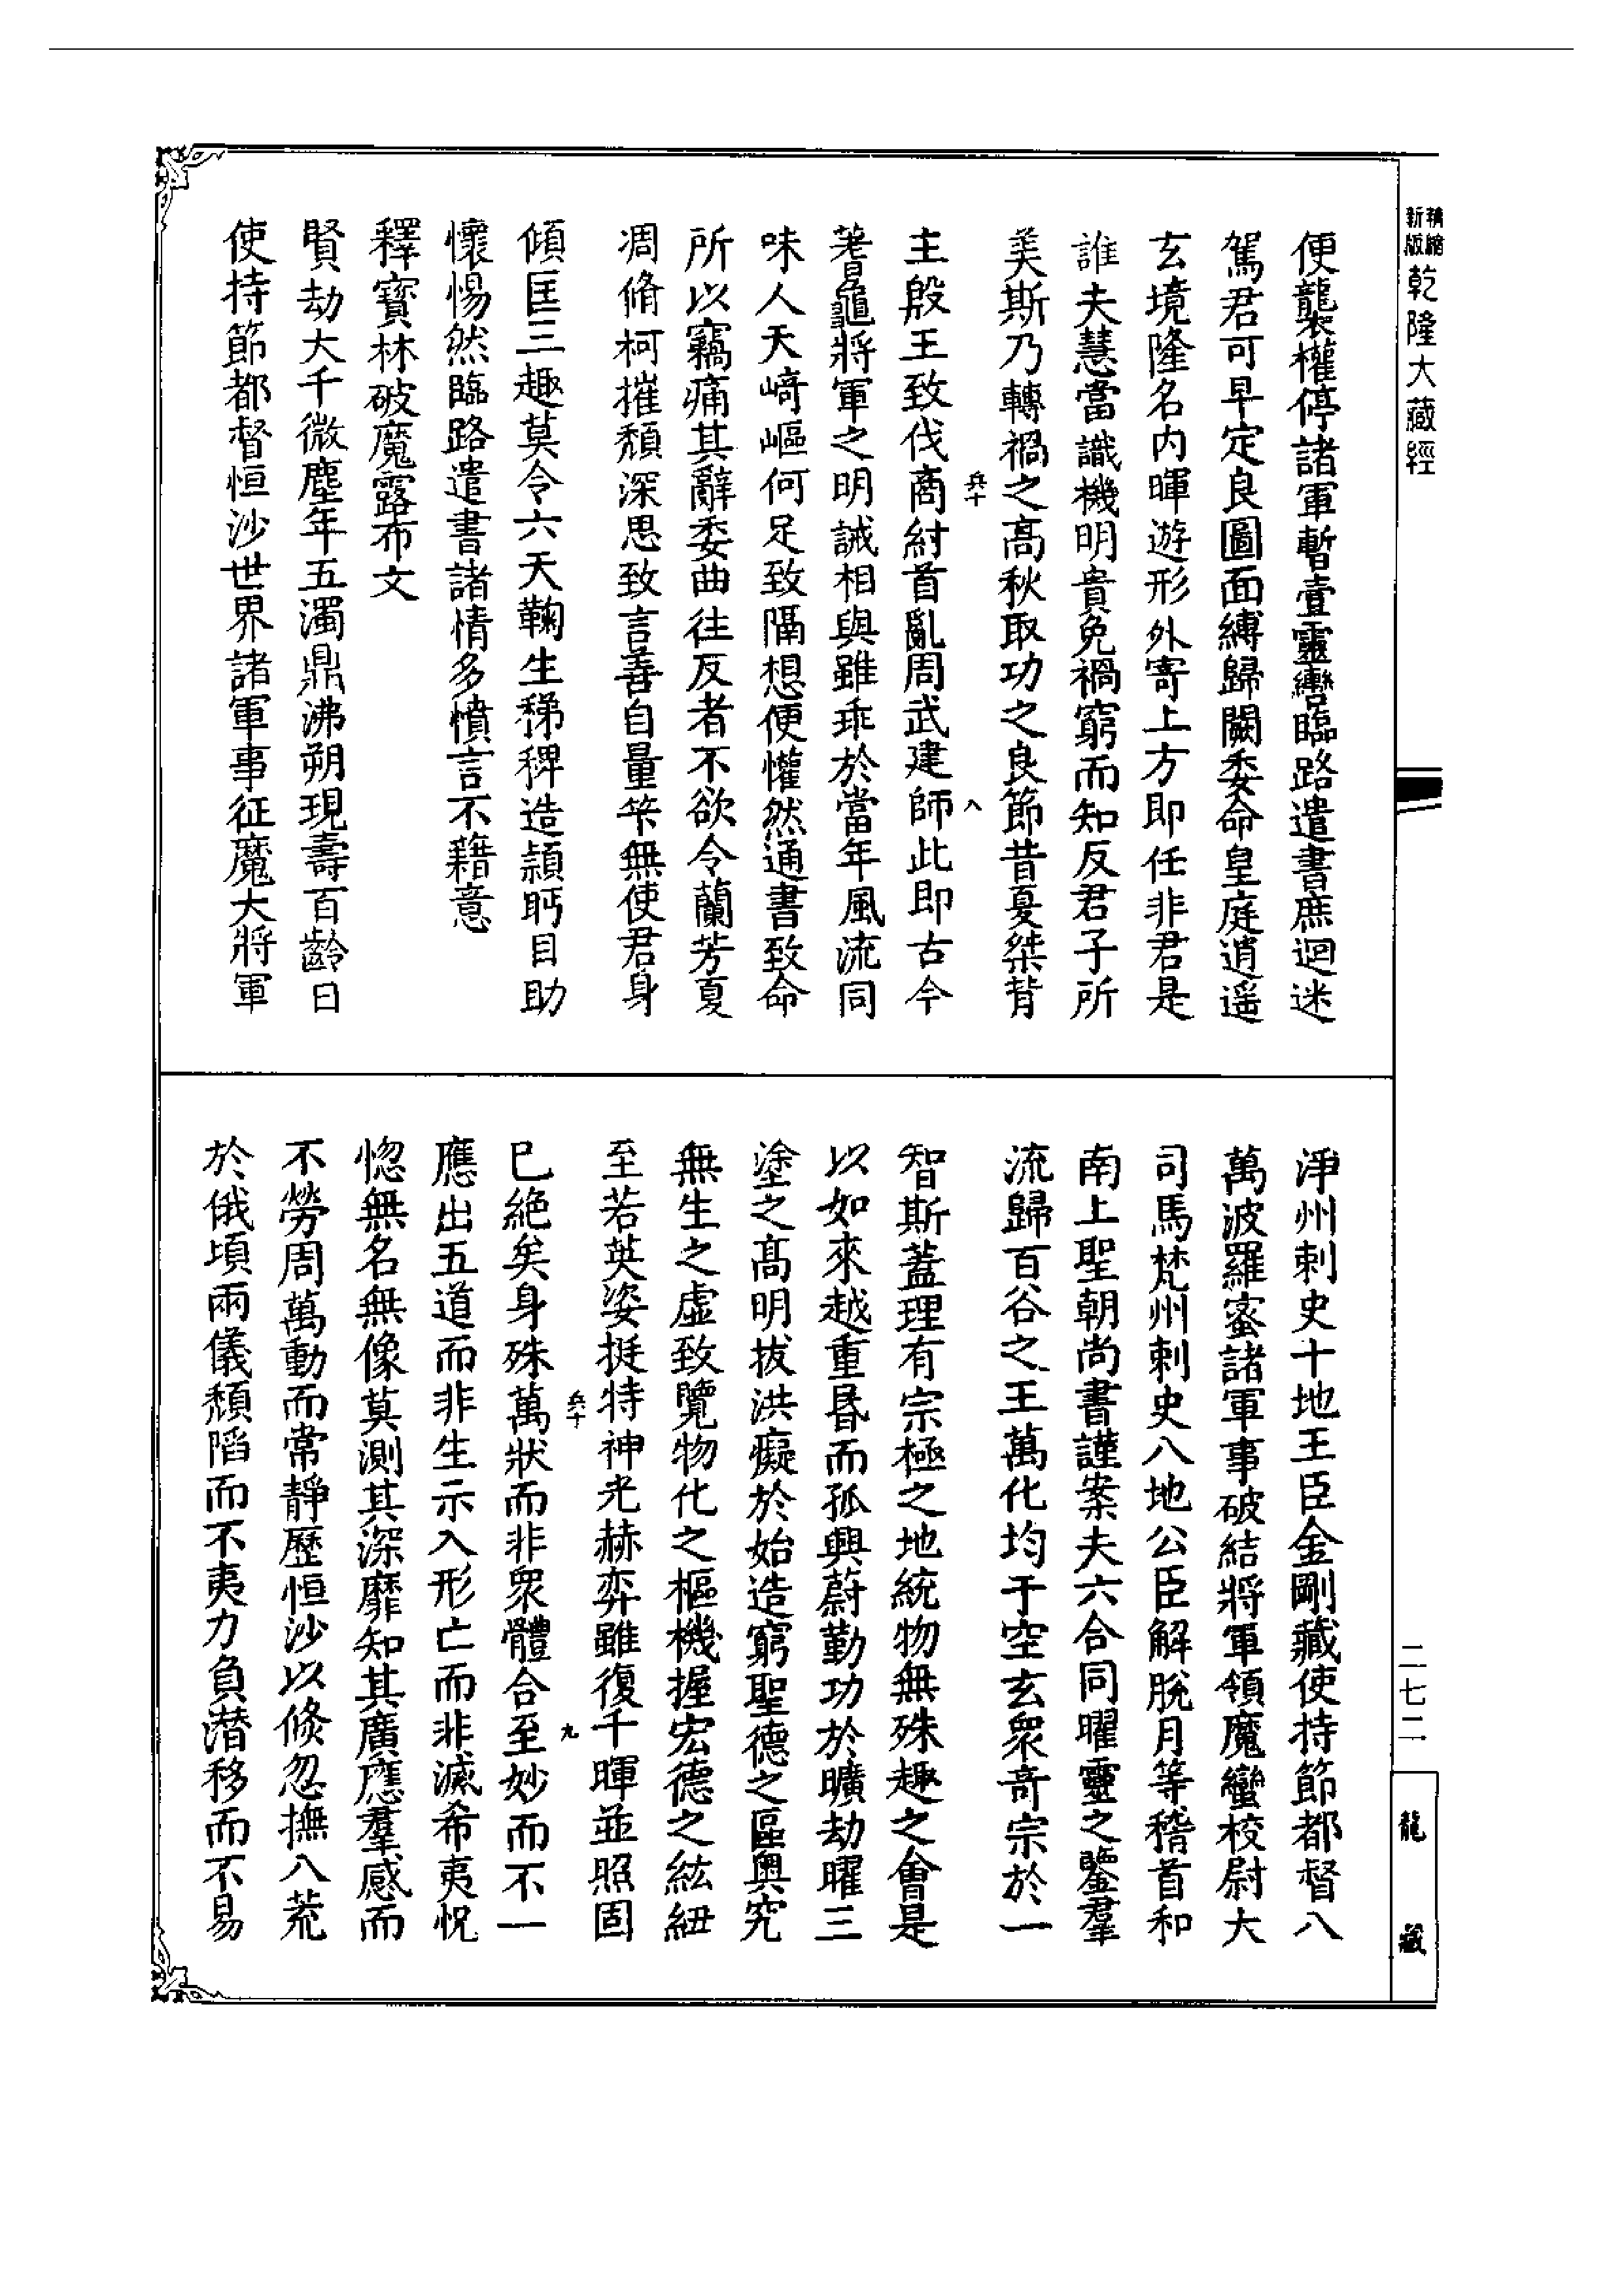 新版精縮乾隆大藏經
便襲權停諸軍暫壹靈轡臨路遣書庶迴迷
駕君可早定良圖面縛歸闕委命皇庭逍遥
玄境隆名内暉遊形外寄上方即任非君是
誰夫慧當識機明貴免禍窮而知反君子所
美斯乃轉禍之高秋取功之良節昔夏桀背
主殷王致伐商紂首亂周武建師此即古今
兵十
八
蓍龜將軍之明誡相與雖乖於當年風流同
味人天崎嶇何足致隔想便懽然通書致命
所以竊痛其辭委曲往反者不欲令蘭芳夏
凋脩柯摧頹深思致言善自量筭無使君身
傾匡三趣莫令六天鞠生稊稗造頴眄目助
懷惕然臨路遣書諸情多憤言不藉意
釋寶林破魔露布文
賢劫大千微塵年五濁鼎沸朔現壽百齡日
使持節都督恒沙世界諸軍事征魔大將軍
淨州刺史十地王臣金剛藏使持節都督八
萬波羅蜜諸軍事破結將軍領魔蠻校尉大
司馬梵州刺史八地公臣解脫月等稽首和
南上聖朝尚書謹案夫六合同曜靈之鑒羣
流歸百谷之王萬化均于空玄衆奇宗於一
智斯蓋理有宗極之地統物無殊趣之會是
以如來越重昏而孤興蔚勤功於曠劫曜三
塗之高明拔洪癡於始造窮聖德之區奧究
無生之虚致覽物化之樞機握宏德之紘紐
至若英姿挺特神光赫弈雖復千暉並照固
兵十
九
已絶矣身殊萬狀而非衆體合至妙而不一
應出五道而非生示入形亡而非滅希夷怳
惚無名無像莫測其深靡知其廣應羣感而
不勞周萬動而常靜歷恒沙以倐忽撫八荒
於俄頃兩儀頹陷而不夷力負潛移而不易
二七二
龍藏